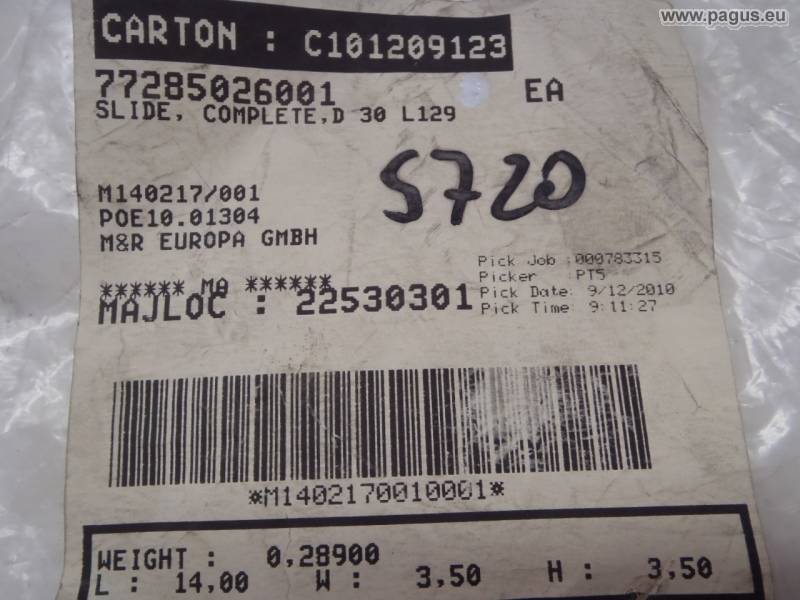 www.pagus.eu
CARTON : C101209123
77285026001 EA
SLIDE, COMPLETE,D 30 L129
S720
M140217/001
POE10.01304
M&R EUROPA GMBH
Pick Job :000783315
Picker :PT5
Pick Date: 9/12/2010
Pick Time: 9:11:27
****** MA ******
MAJLOC : 22530301
*M1402170010001*
WEIGHT : 0,28900
L : 14,00 W : 3,50 H : 3,50